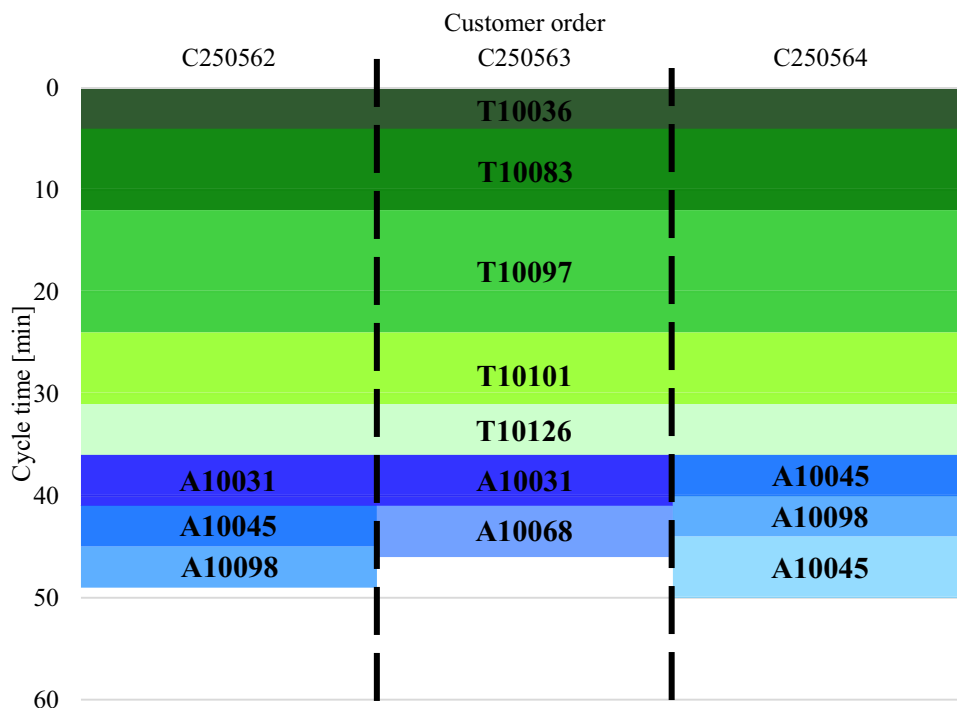 Customer order
C250562 C250563 C250564
0
T10036
T10083
10
T10097
20
Cycle time [min]
T10101
30
T10126
A10031 A10031 A10045
40
A10045 A10068 A10098
A10098 A10045
50
60